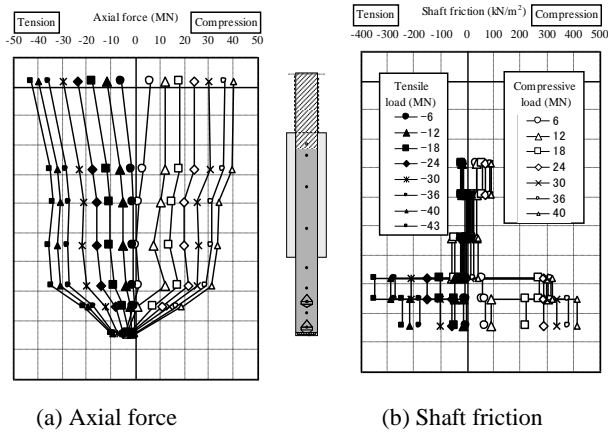 Axial force (MN)
Tension
Compression
-50 -40 -30 -20 -10 0 10 20 30 40 50
Shaft friction (kN/m²)
Tension
Compression
-400 -300 -200 -100 0 100 200 300 400 500
Tensile
load (MN)
-6
-12
-18
-24
-30
-36
-40
-43
Compressive
load (MN)
6
12
18
24
30
36
40
(a) Axial force
(b) Shaft friction